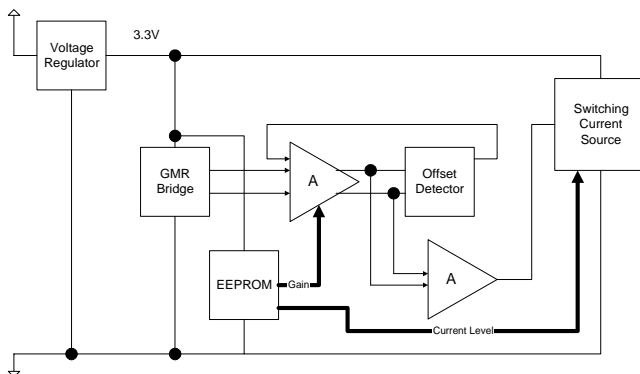 Voltage
Regulator
3.3V
Switching
Current
Source
GMR
Bridge
A
Offset
Detector
EEPROM
Gain
A
Current Level